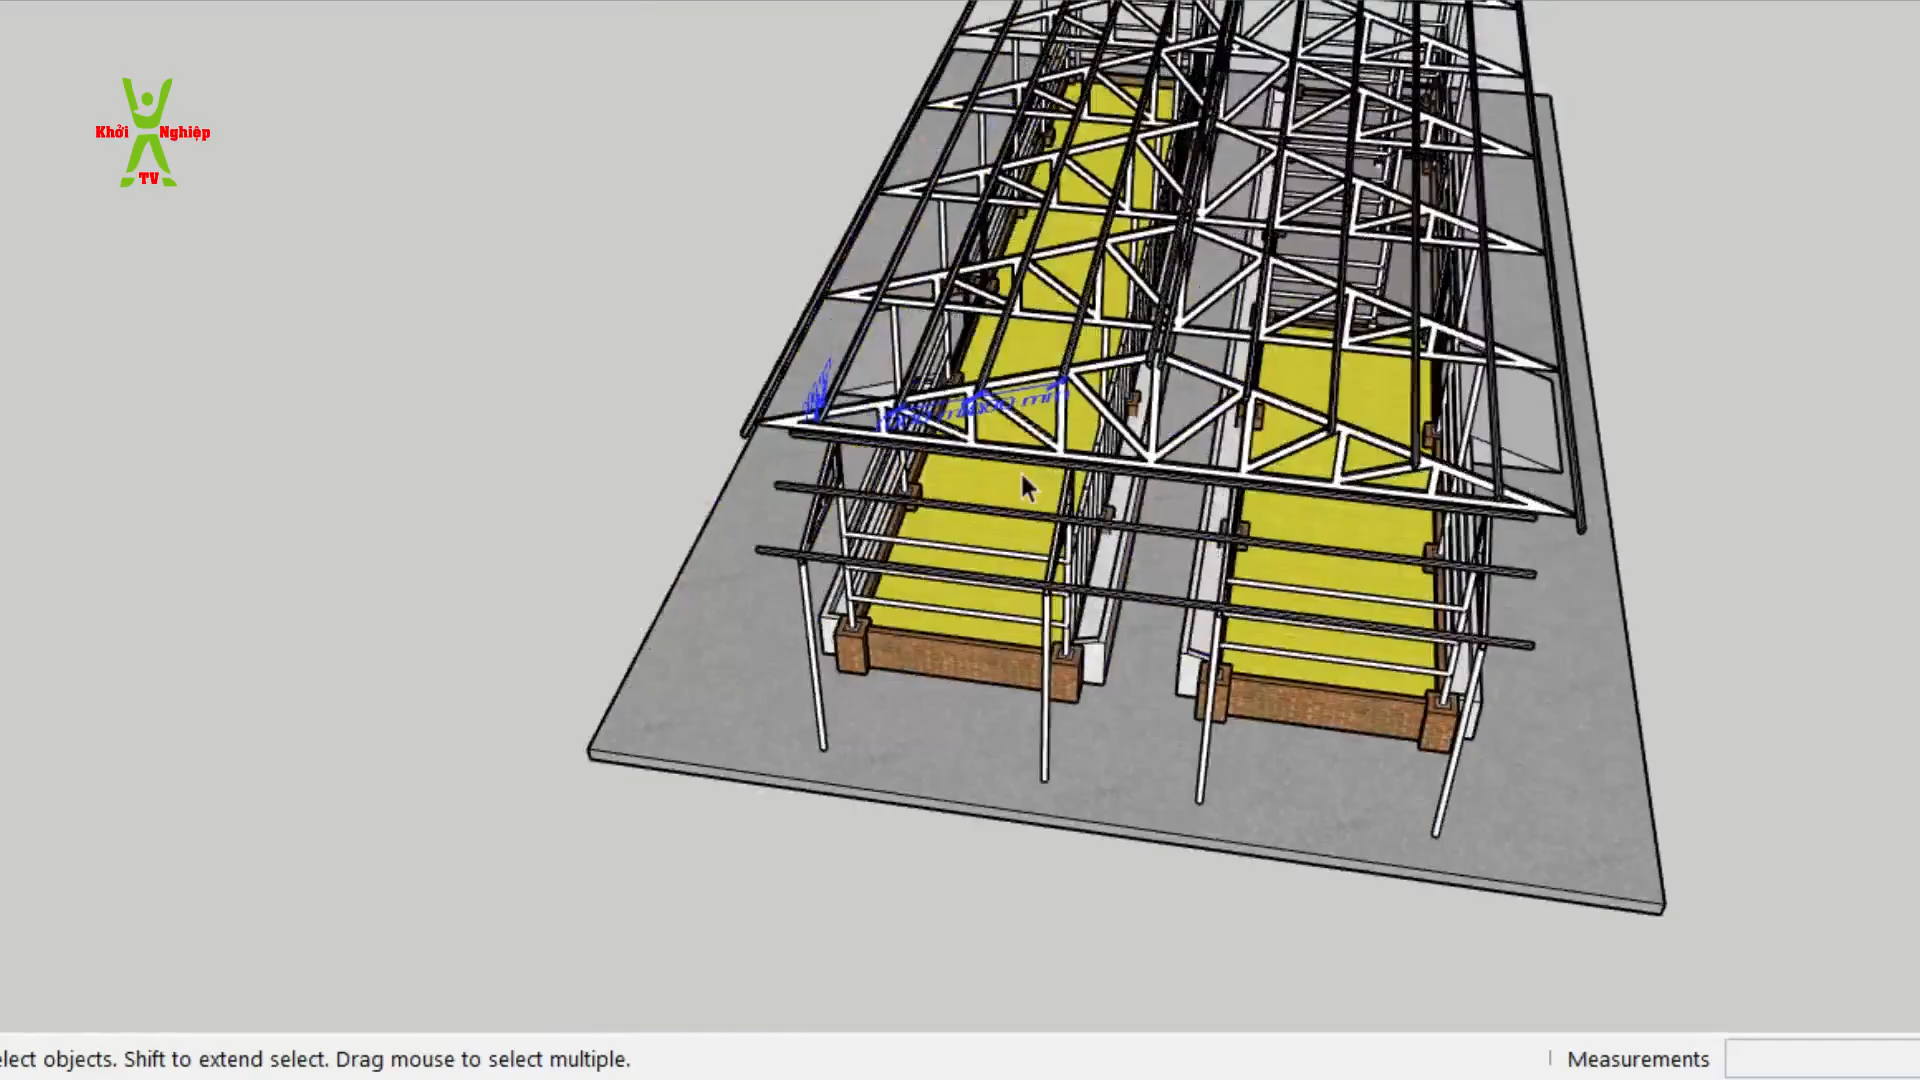 Khởi Nghiệp
TV
elect objects. Shift to extend select. Drag mouse to select multiple.
Measurements